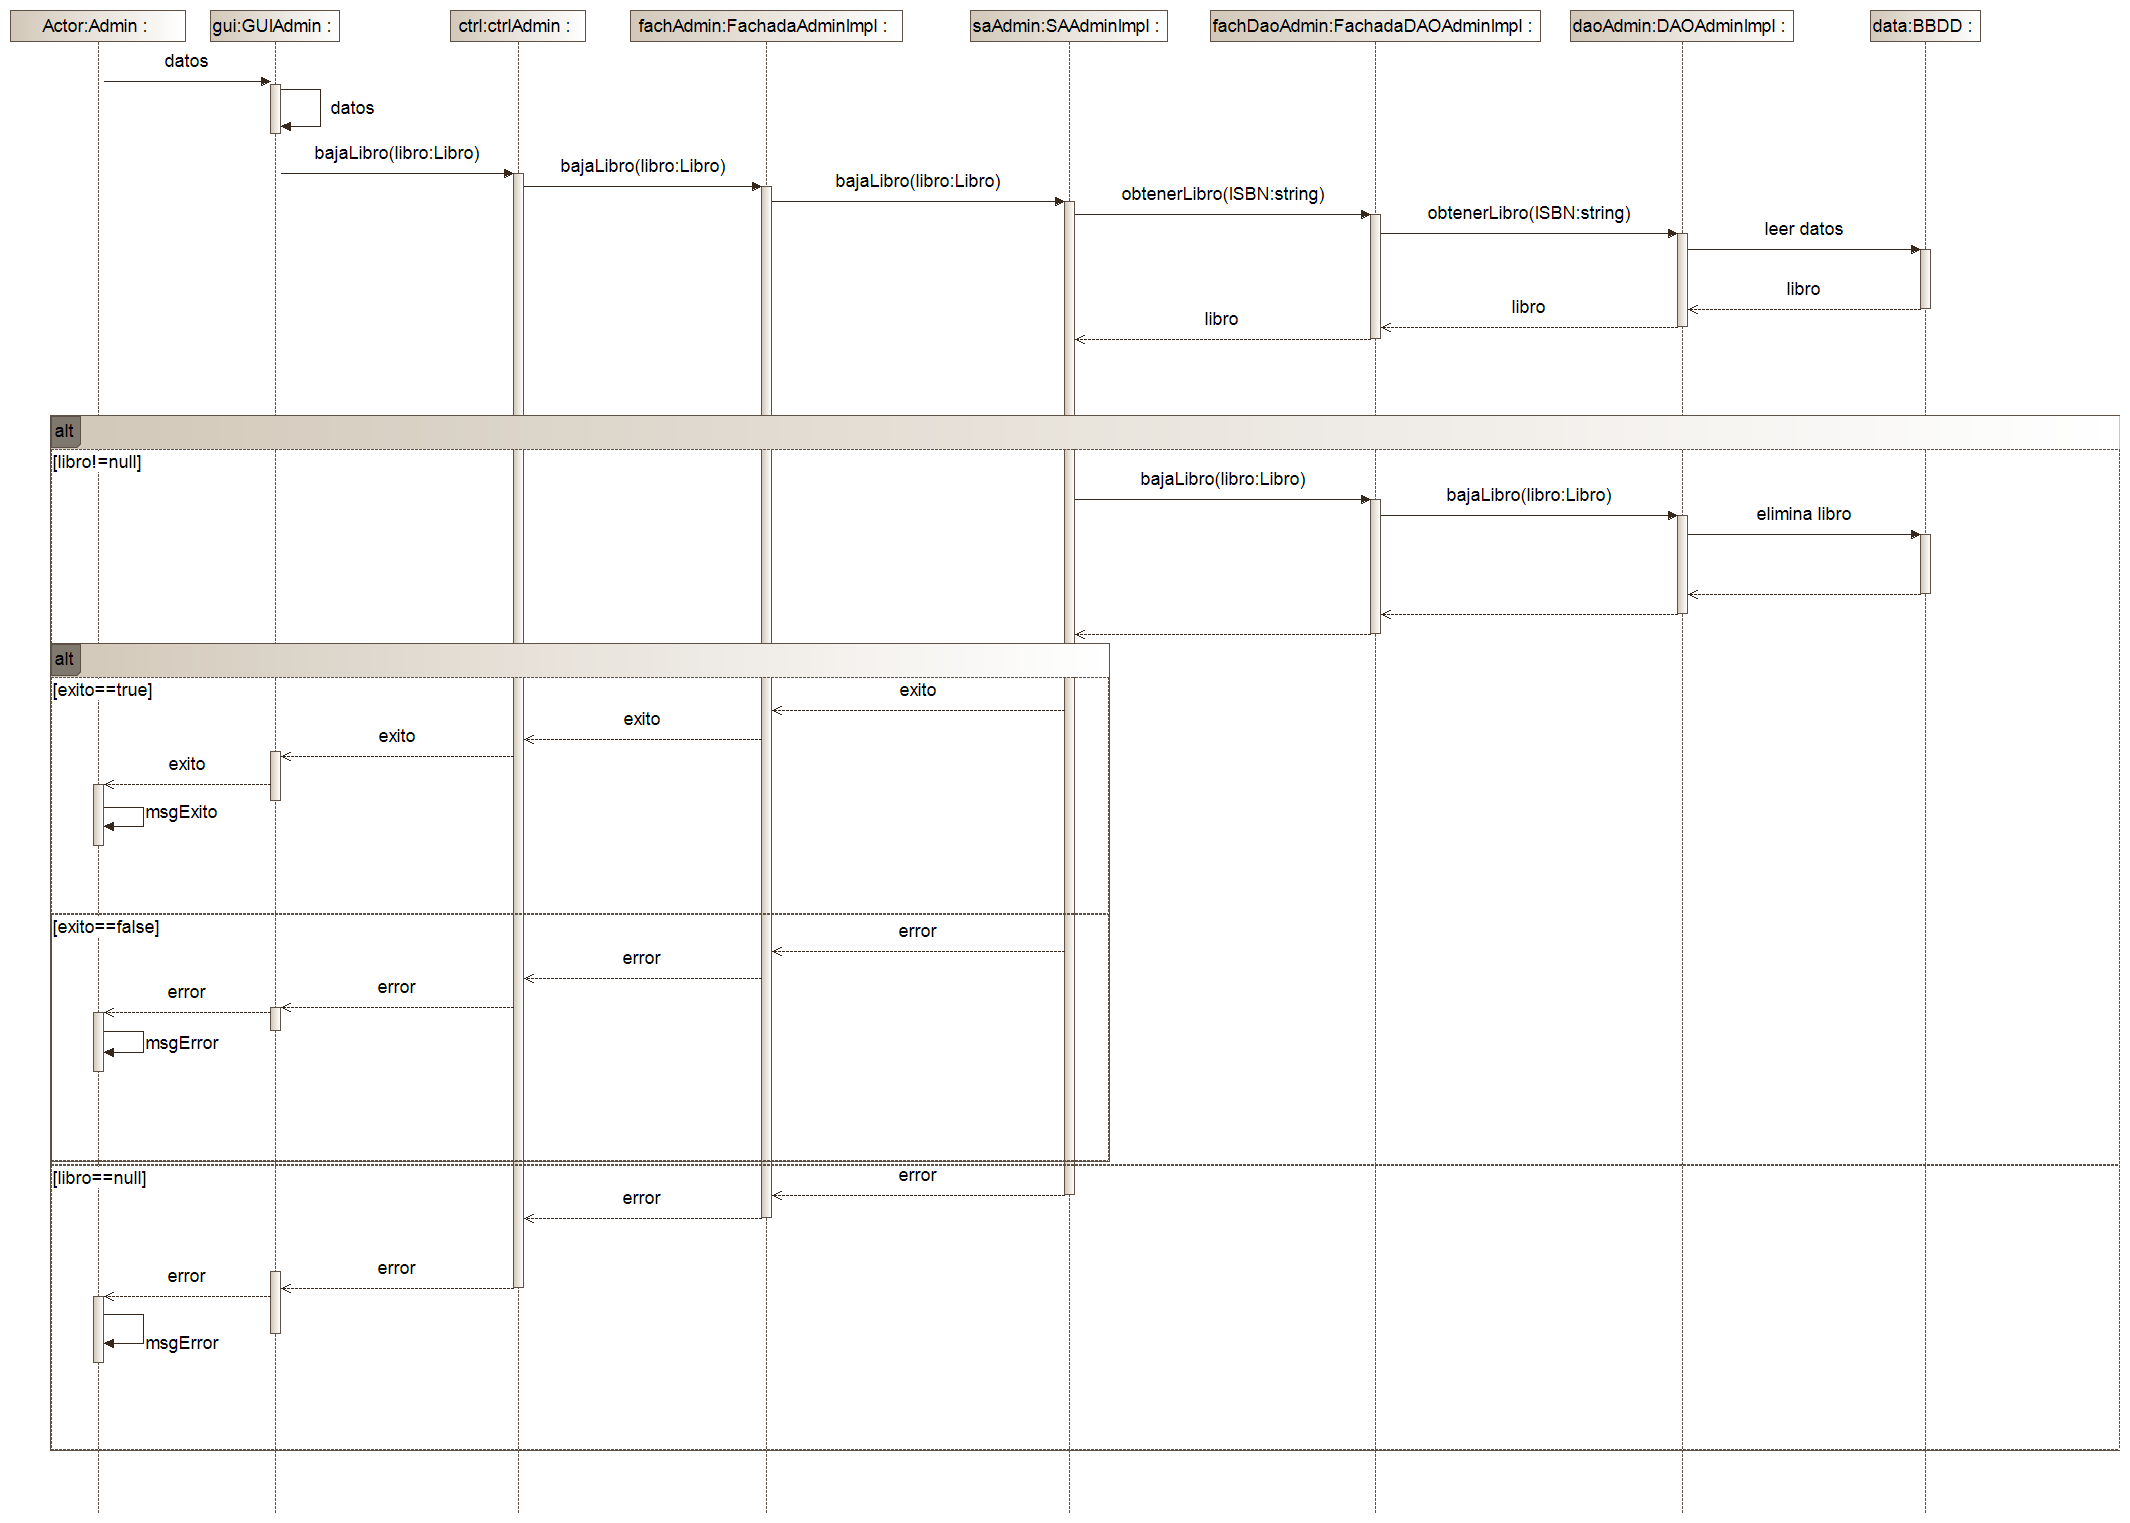 Actor:Admin :
gui:GUIAdmin :
ctrl:ctrlAdmin :
fachAdmin:FachadaAdminImpl :
saAdmin:SAAdminImpl :
fachDaoAdmin:FachadaDAOAdminImpl :
daoAdmin:DAOAdminImpl :
data:BBDD :
datos
datos
bajaLibro(libro:Libro)
bajaLibro(libro:Libro)
bajaLibro(libro:Libro)
obtenerLibro(ISBN:string)
obtenerLibro(ISBN:string)
leer datos
libro
libro
libro
alt
[libro!=null]
bajaLibro(libro:Libro)
bajaLibro(libro:Libro)
elimina libro
alt
[exito==true]
exito
exito
exito
exito
msgExito
[exito==false]
error
error
error
error
msgError
[libro==null]
error
error
error
error
msgError